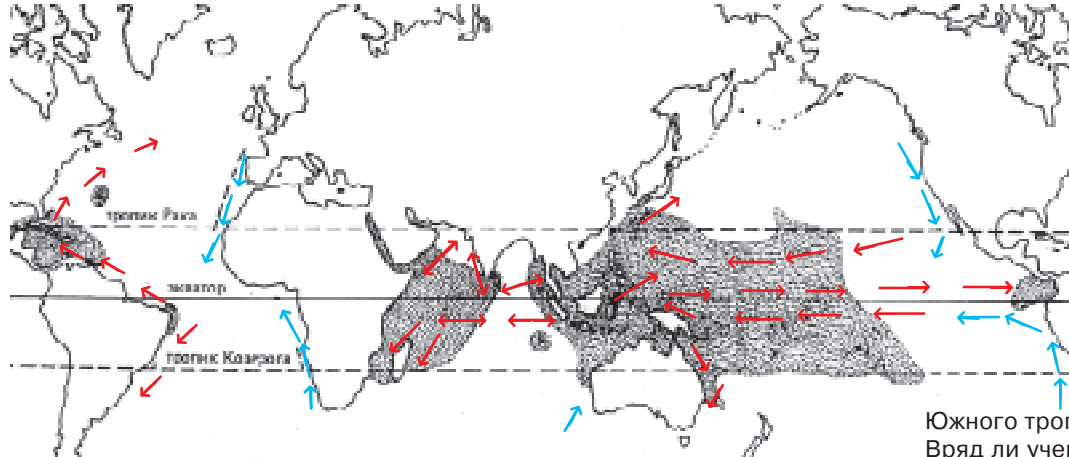 тропик Рака
экватор
тропик Козерога
Южного троп
Вряд ли учен